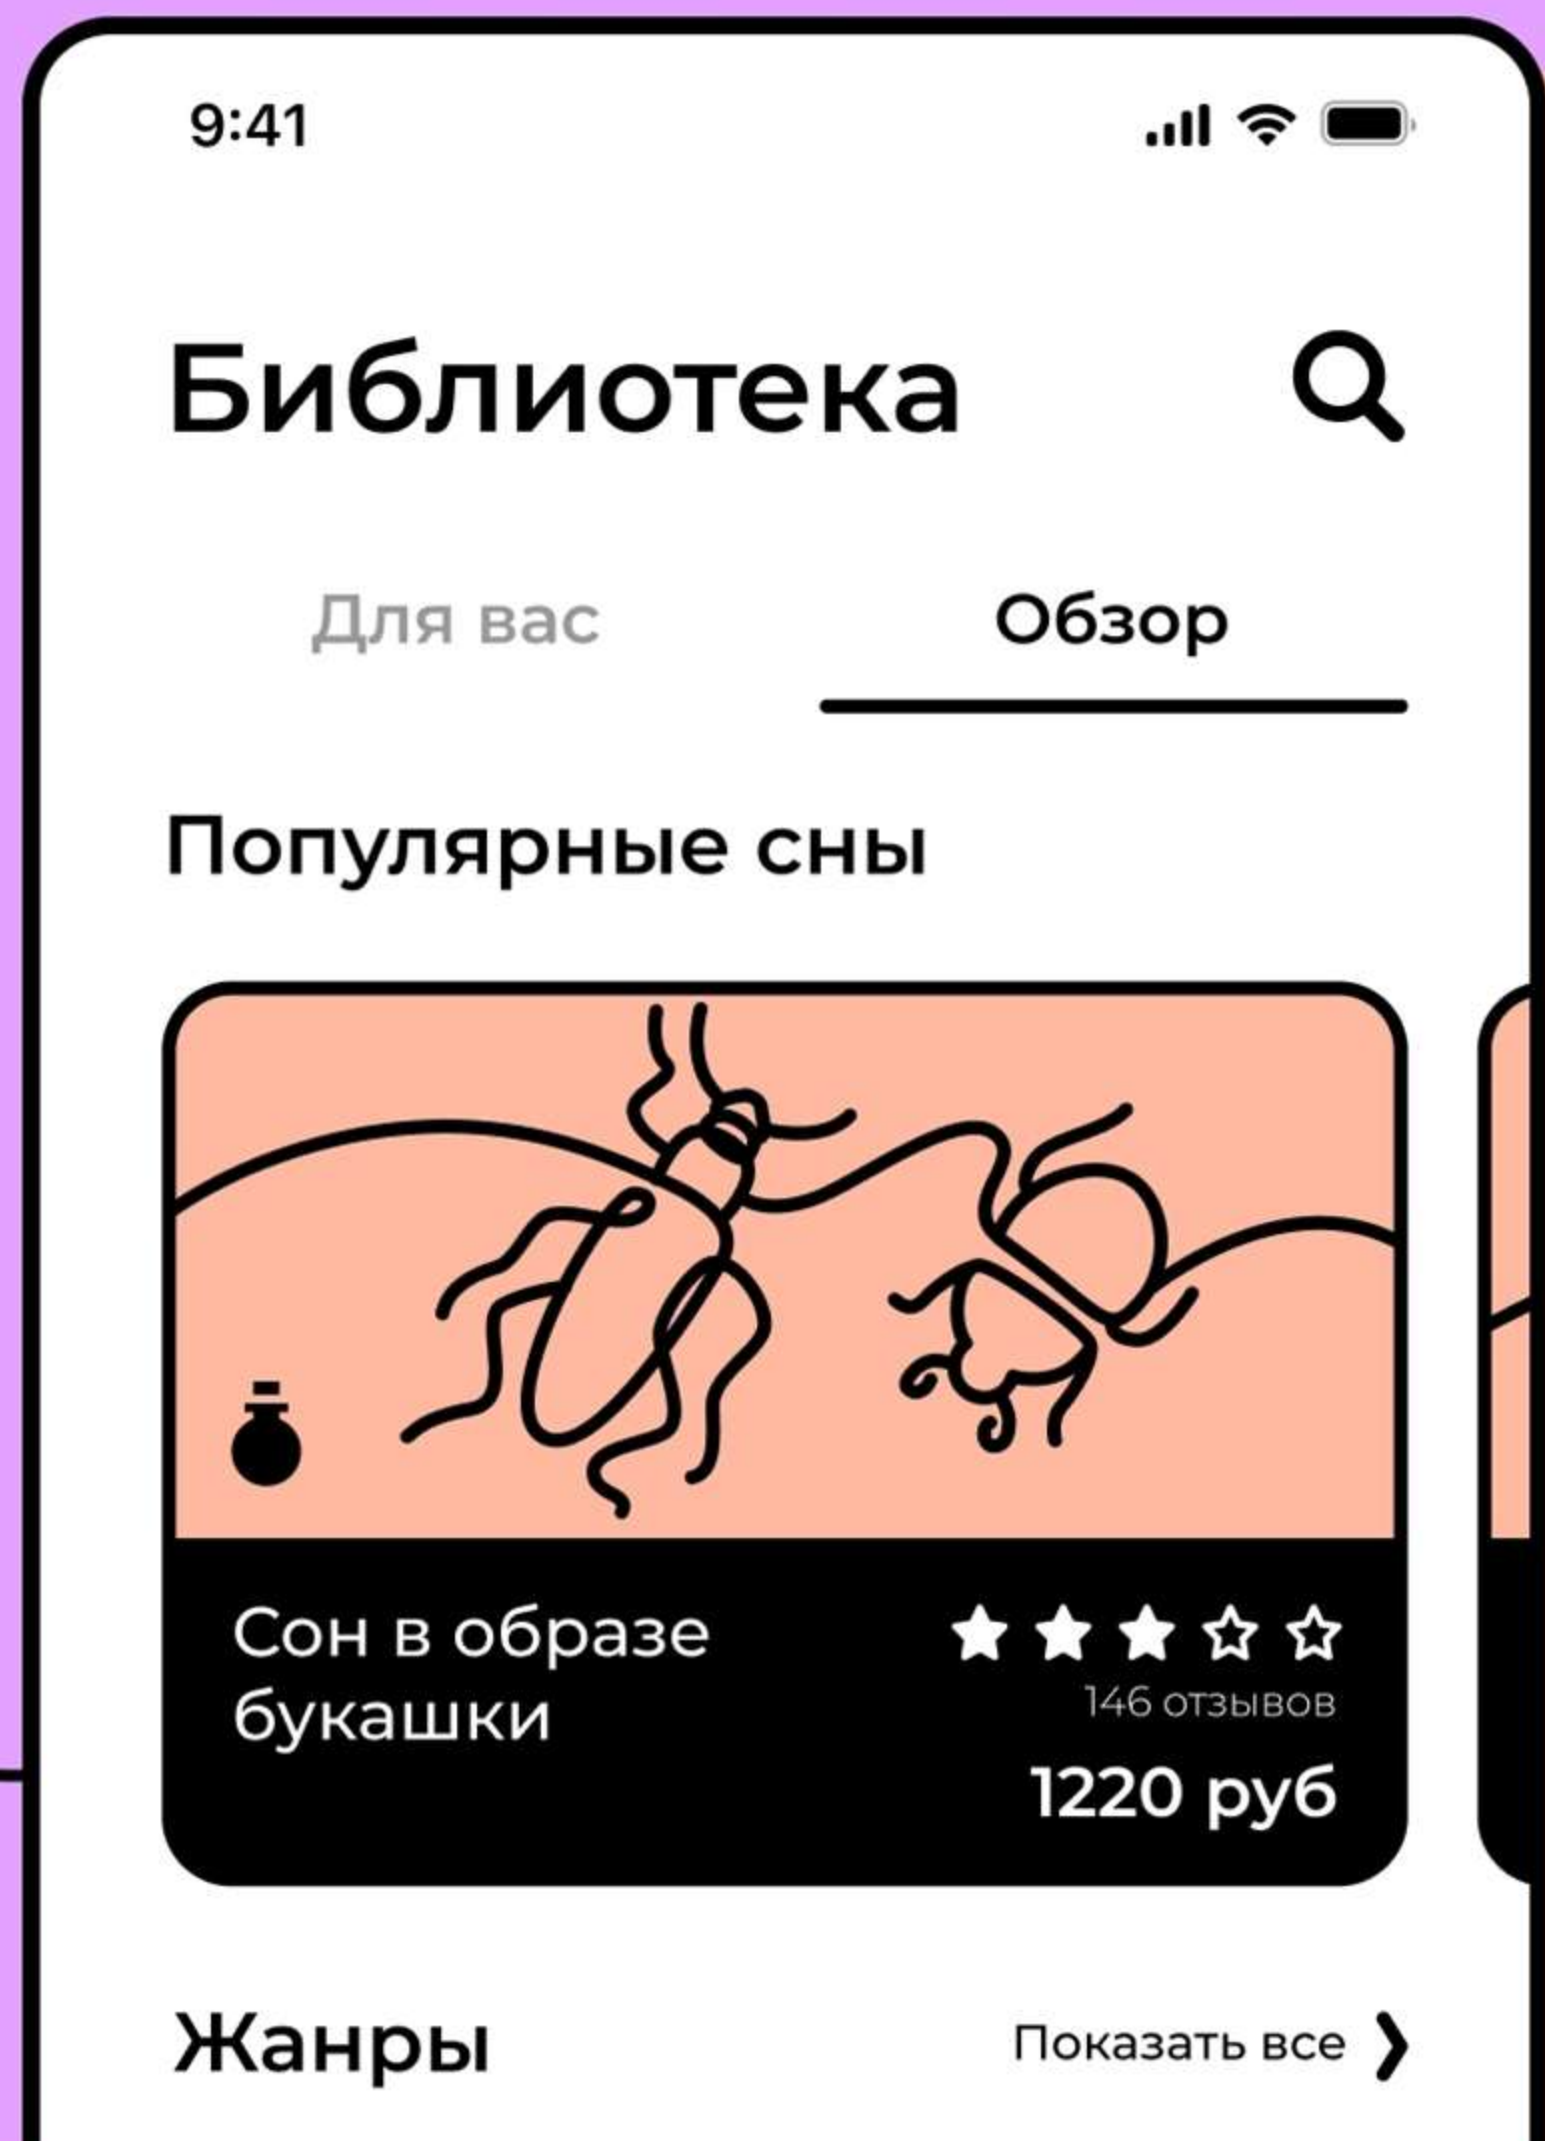 9:41
Библиотека
Для вас Обзор
Популярные сны
Сон в образе
букашки
146 отзывов
1220 руб
Жанры Показать все